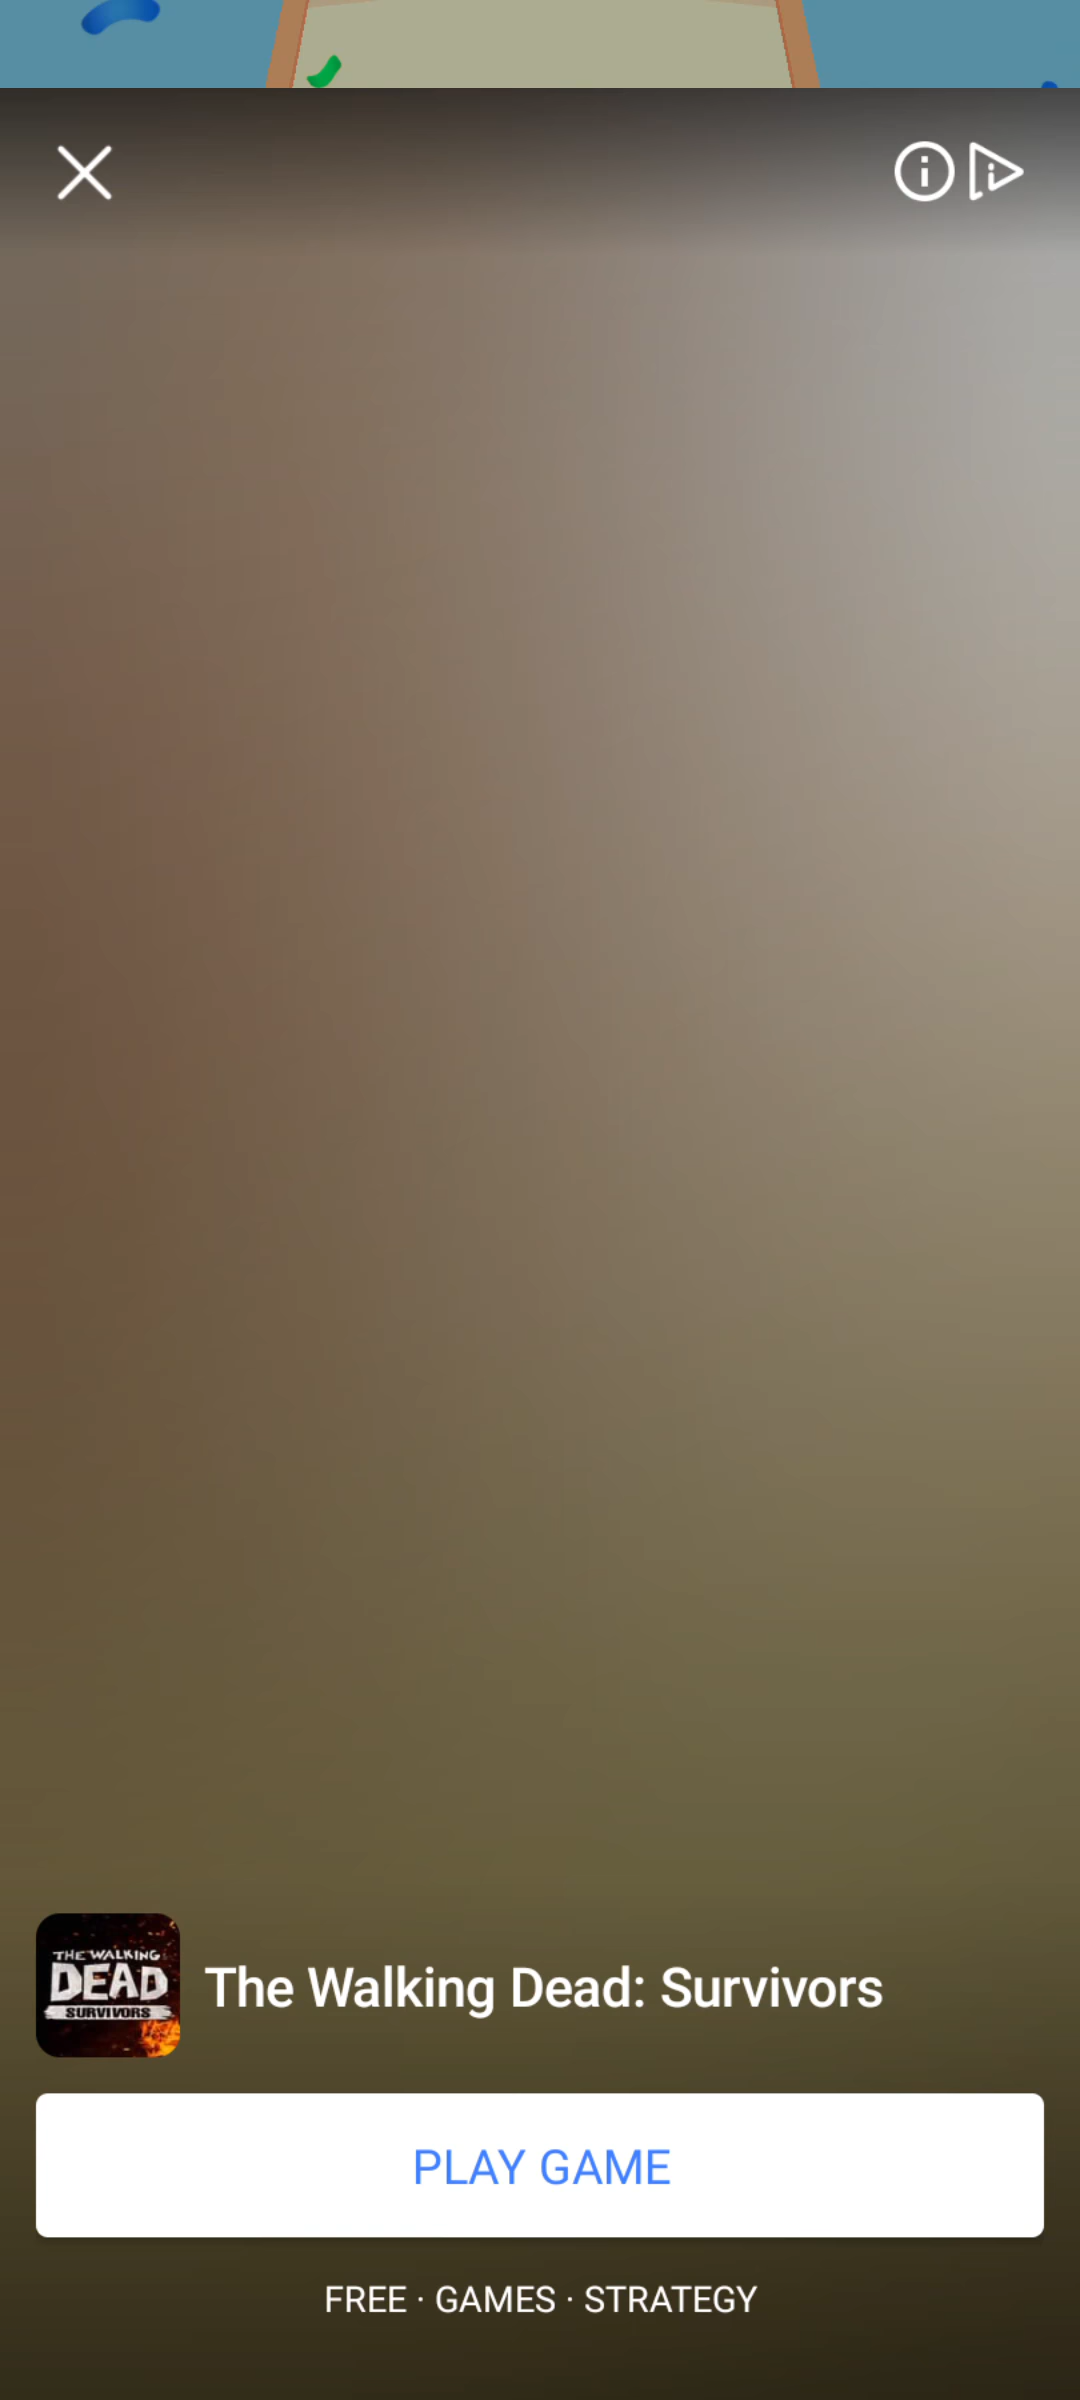 THE WALKING
DEAD
SURVIVORS
The Walking Dead: Survivors
PLAY GAME
FREE · GAMES · STRATEGY